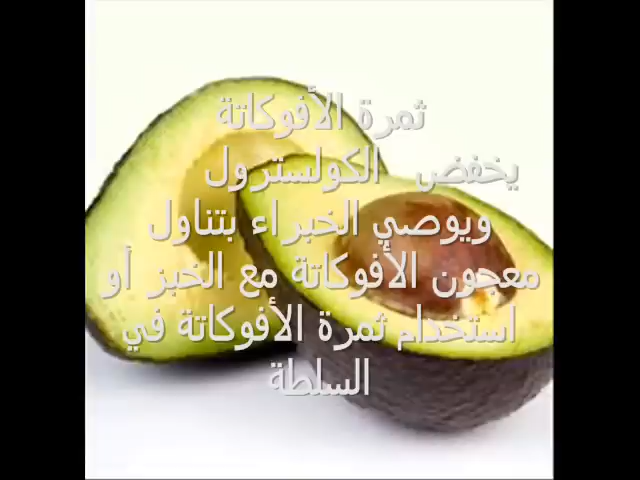 ثمرة الأفوكاتة
يخفض الكولسترول
ويوصي الخبراء بتناول
معجون الأفوكاتة مع الخبز أو
استخدام ثمرة الأفوكاتة في
السلطة